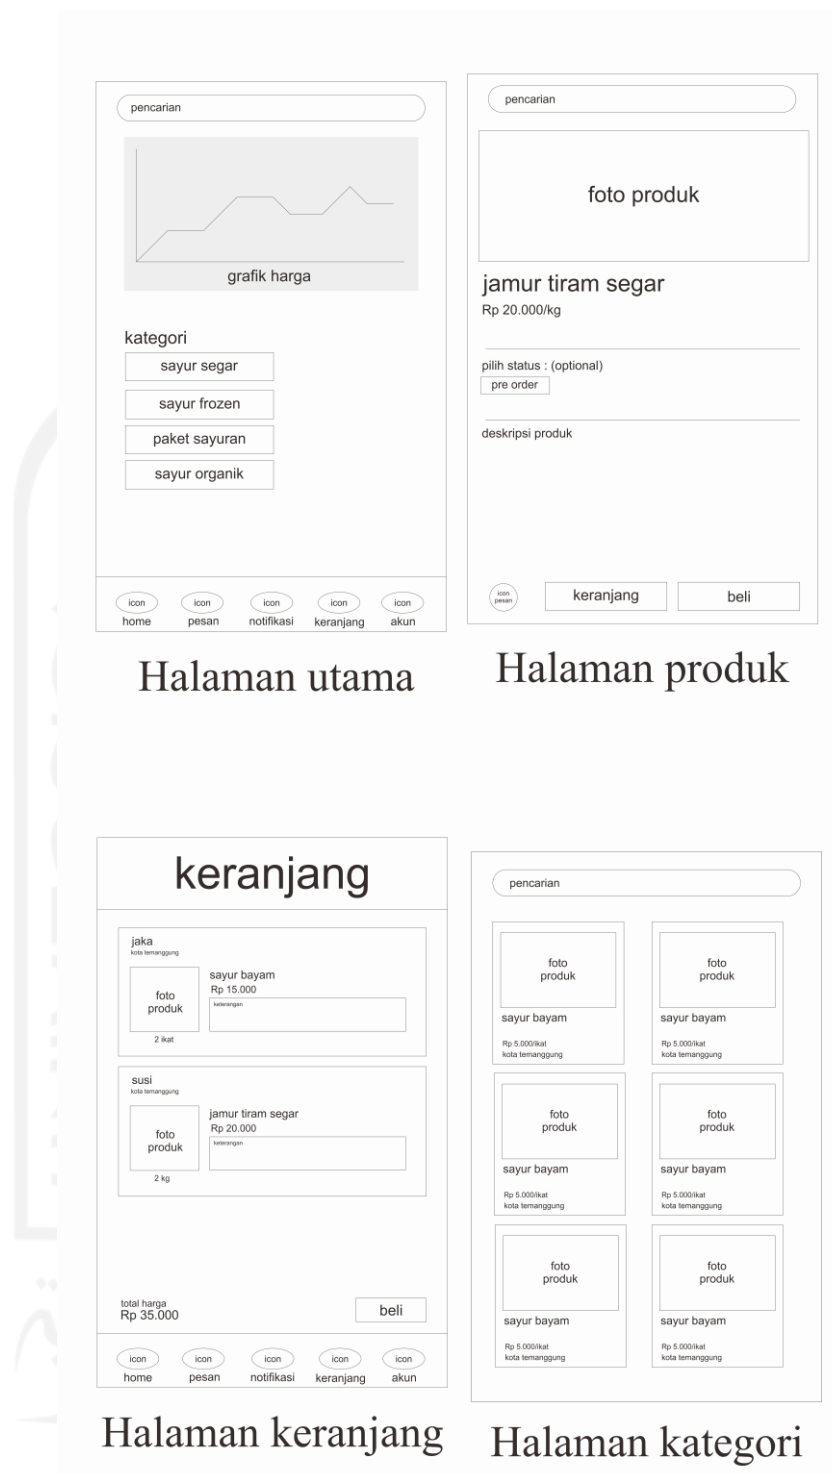 pencarian
grafik harga
kategori
sayur segar
sayur frozen
paket sayuran
sayur organik
icon icon icon icon icon
home pesan notifikasi keranjang akun
Halaman utama
pencarian
foto produk
jamur tiram segar
Rp 20.000/kg
pilih status : (optional)
pre order
deskripsi produk
icon
pesan
keranjang
beli
Halaman produk
keranjang
jaka
kota temanggung
foto
produk
2 ikat
sayur bayam
Rp 15.000
keterangan
susi
kota temanggung
foto
produk
2 kg
jamur tiram segar
Rp 20.000
keterangan
total harga
Rp 35.000
beli
icon icon icon icon icon
home pesan notifikasi keranjang akun
Halaman keranjang
pencarian
foto
produk
sayur bayam
Rp 5.000/ikat
kota temanggung
foto
produk
sayur bayam
Rp 5.000/ikat
kota temanggung
foto
produk
sayur bayam
Rp 5.000/ikat
kota temanggung
foto
produk
sayur bayam
Rp 5.000/ikat
kota temanggung
foto
produk
sayur bayam
Rp 5.000/ikat
kota temanggung
foto
produk
sayur bayam
Rp 5.000/ikat
kota temanggung
Halaman kategori